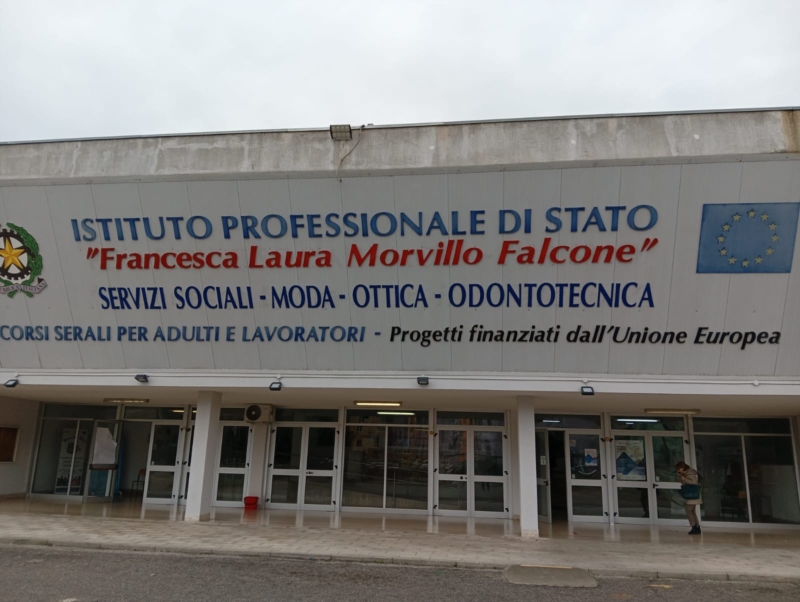 ISTITUTO PROFESSIONALE DI STATO
"Francesca Laura Morvillo Falcone"
SERVIZI SOCIALI - MODA - OTTICA - ODONTOTECNICA
CORSI SERALI PER ADULTI E LAVORATORI - Progetti finanziati dall'Unione Europea